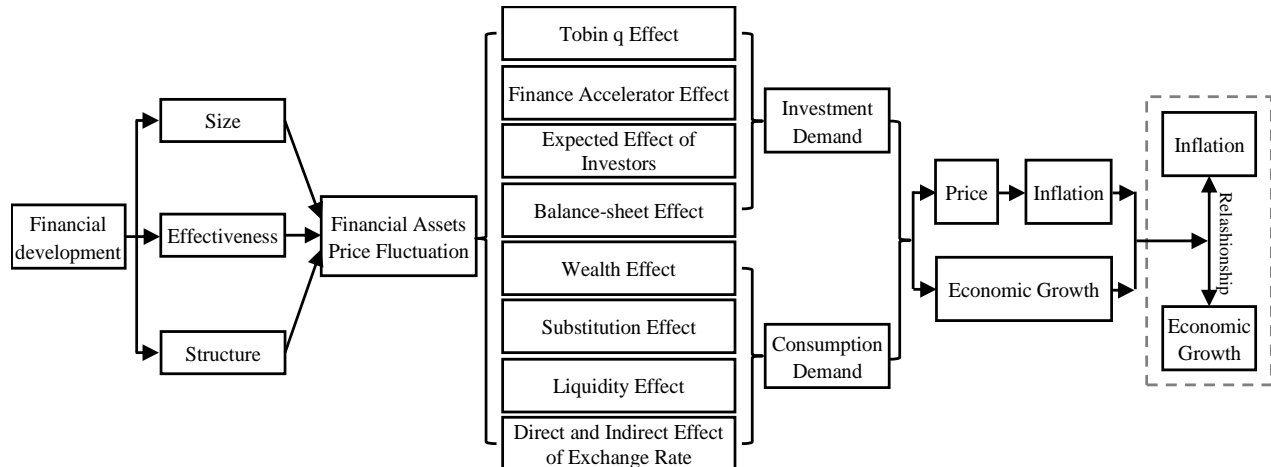 Financial
development
Size
Effectiveness
Structure
Financial Assets
Price Fluctuation
Tobin q Effect
Finance Accelerator Effect
Expected Effect of
Investors
Balance-sheet Effect
Wealth Effect
Substitution Effect
Liquidity Effect
Direct and Indirect Effect
of Exchange Rate
Investment
Demand
Consumption
Demand
Price
Inflation
Economic Growth
Inflation
Relashionship
Economic
Growth